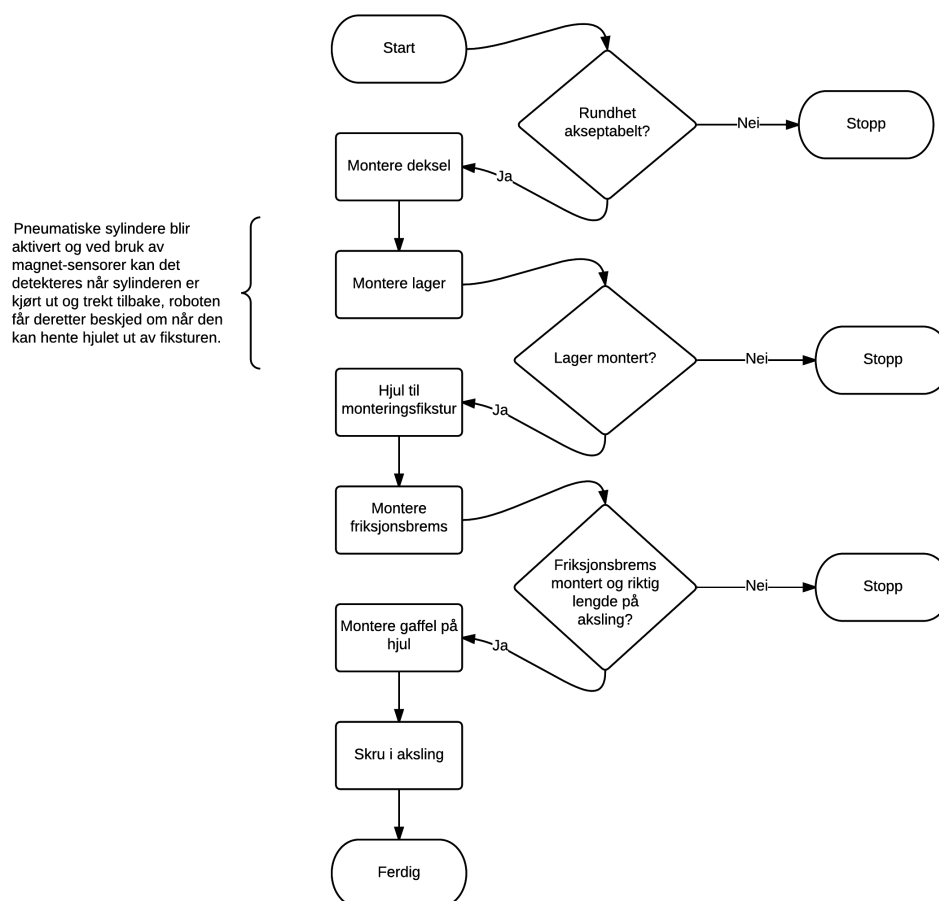 Start
Rundhet
akseptabelt?
Nei
Stopp
Ja
Montere deksel
Pneumatiske sylindere blir
aktivert og ved bruk av
magnet-sensorer kan det
detekteres når sylinderen er
kjørt ut og trekt tilbake, roboten
får deretter beskjed om når den
kan hente hjulet ut av fiksturen.
Montere lager
Lager montert?
Nei
Stopp
Ja
Hjul til
monteringsfikstur
Montere
friksjonsbrems
Friksjonsbrems
montert og riktig
lengde på
aksling?
Nei
Stopp
Ja
Montere gaffel på
hjul
Skru i aksling
Ferdig